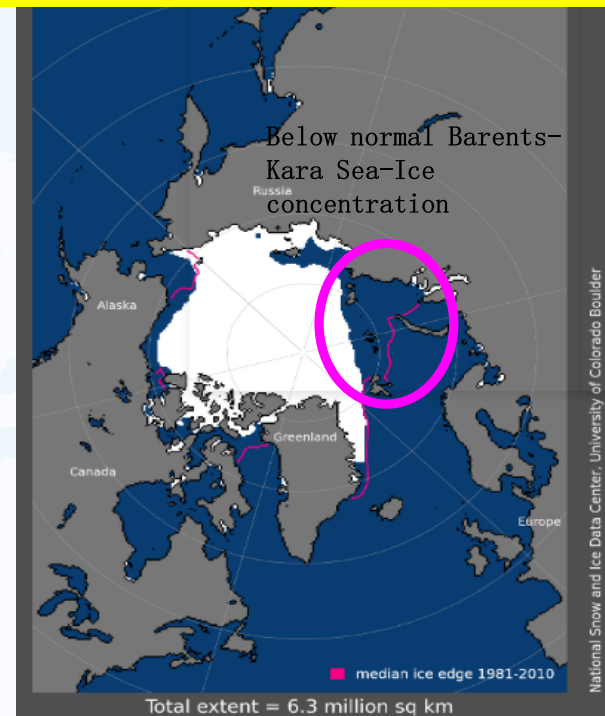 Below normal Barents-
Kara Sea-Ice
concentration
Russia
Alaska
Greenland
Canada
Europe
median ice edge 1981-2010
Total extent = 6.3 million sq km
National Snow and Ice Data Center, University of Colorado Boulder